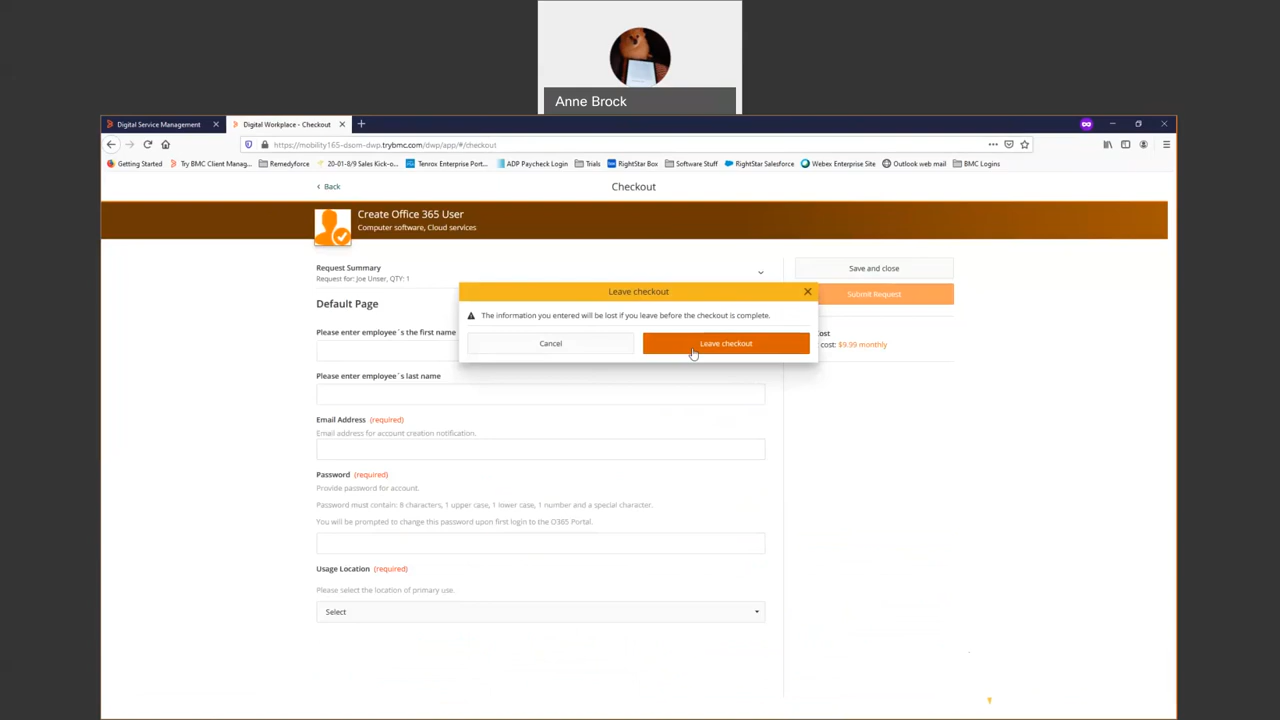 Anne Brock
Digital Service Management
Digital Workplace - Checkout
https://mobility165-dsom-dwp.trybmc.com/dwp/app/#/checkout
Getting Started
Try BMC Client Manag...
Remedyforce
20-01-8/9 Sales Kick-o...
Tenrox Enterprise Port...
ADP Paycheck Login
Trials
RightStar Box
Software Stuff
RightStar Salesforce
Webex Enterprise Site
Outlook web mail
BMC Logins
Back
Checkout
Create Office 365 User
Computer software, Cloud services
Request Summary
Request for: Joe Unser, QTY: 1
Save and close
Submit Request
Leave checkout
The information you entered will be lost if you leave before the checkout is complete.
Cancel
Leave checkout
Default Page
Please enter employee´s the first name
cost: $9.99 monthly
Please enter employee´s last name
Email Address (required)
Email address for account creation notification.
Password (required)
Provide password for account.
Password must contain: 8 characters, 1 upper case, 1 lower case, 1 number and a special character.
You will be prompted to change this password upon first login to the O365 Portal.
Usage Location (required)
Please select the location of primary use.
Select